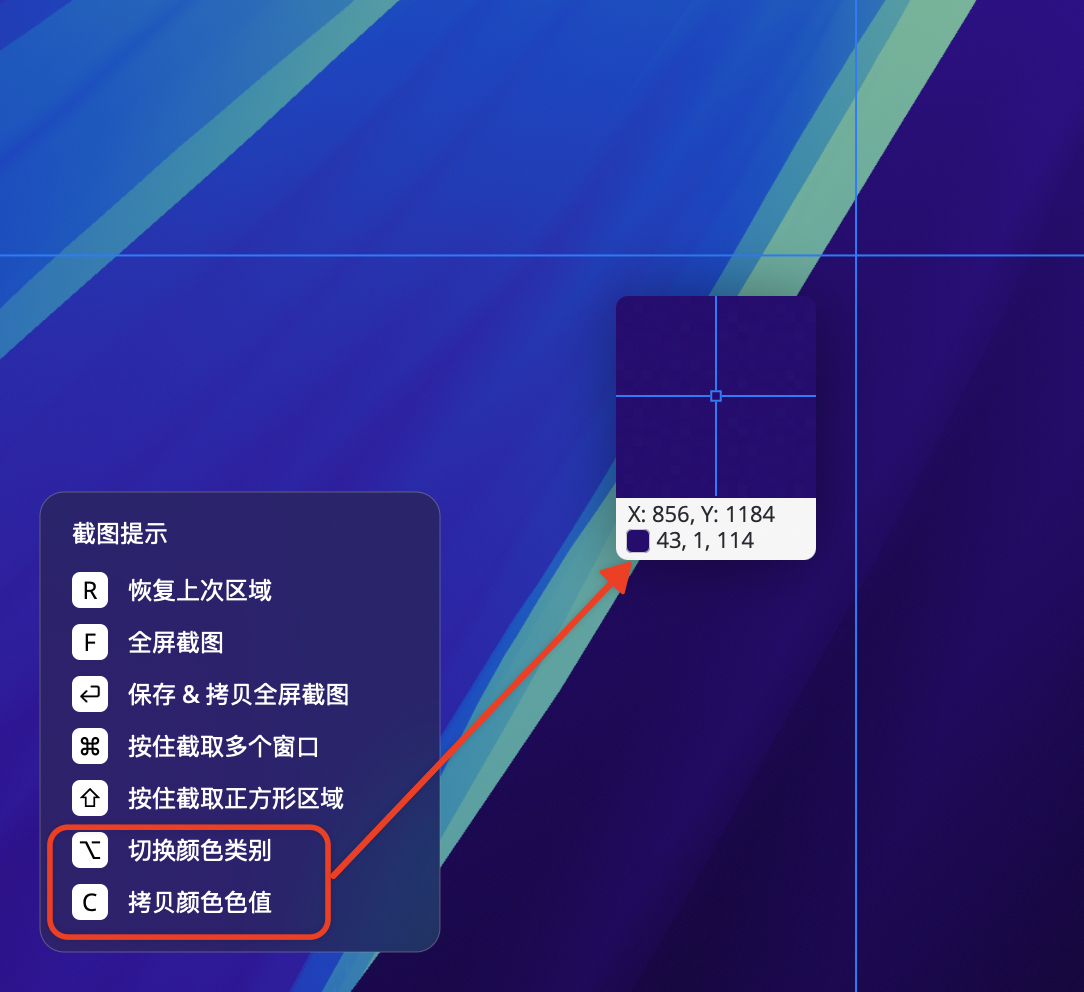 X: 856, Y: 1184
43, 1, 114
截图提示
R 恢复上次区域
F 全屏截图
↩ 保存 & 拷贝全屏截图
⌘ 按住截取多个窗口
⇧ 按住截取正方形区域
⌥ 切换颜色类别
C 拷贝颜色色值